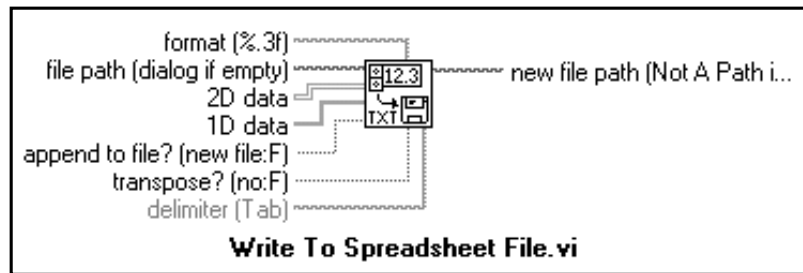 format (%.3f)
file path (dialog if empty)
12.3
new file path (Not A Path i...
2D data
1D data
TXT
append to file? (new file:F)
transpose? (no:F)
delimiter (Tab)
Write To Spreadsheet File.vi